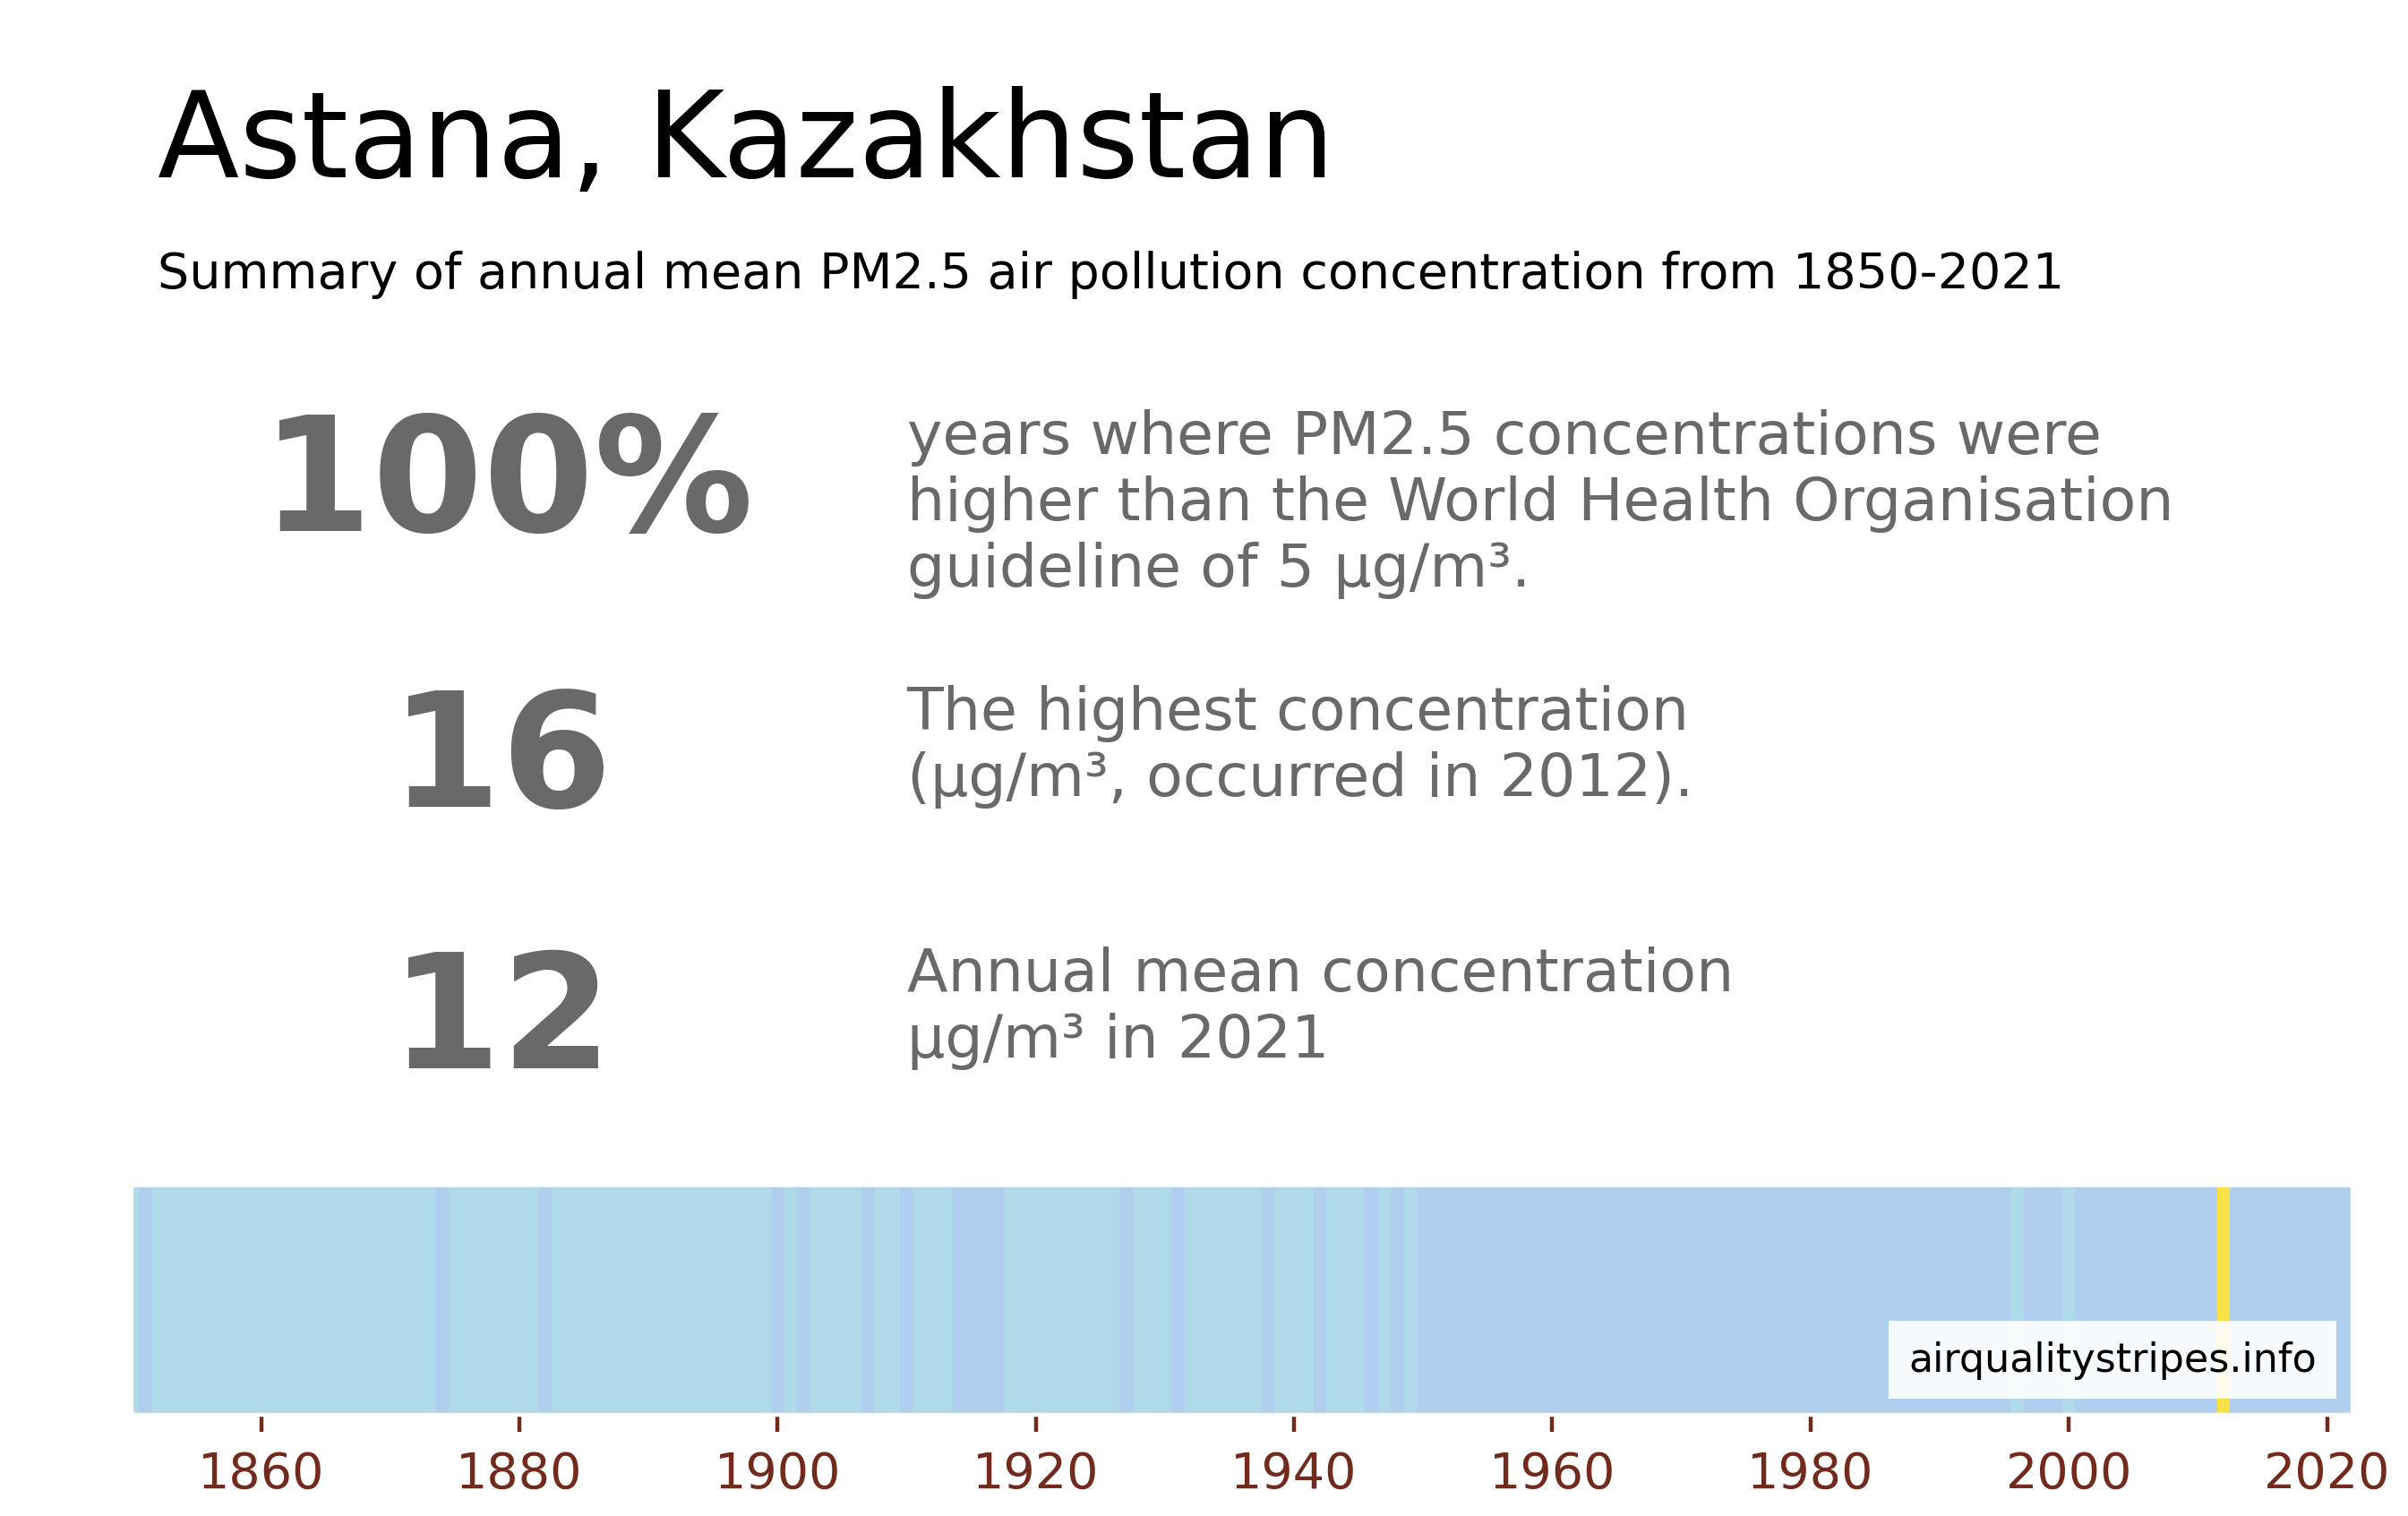 Astana, Kazakhstan
Summary of annual mean PM2.5 air pollution concentration from 1850-2021
100%
years where PM2.5 concentrations were
higher than the World Health Organisation
guideline of 5 µg/m³.
16
The highest concentration
(µg/m³, occurred in 2012).
12
Annual mean concentration
µg/m³ in 2021
airqualitystripes.info
1860 1880 1900 1920 1940 1960 1980 2000 2020